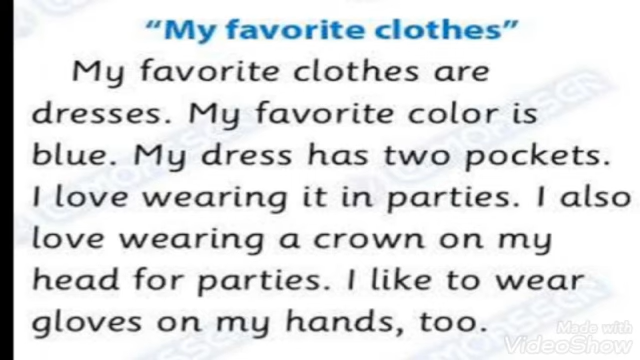 “My favorite clothes”
My favorite clothes are
dresses. My favorite color is
blue. My dress has two pockets.
I love wearing it in parties. I also
love wearing a crown on my
head for parties. I like to wear
gloves on my hands, too.
Made with
VideoShow